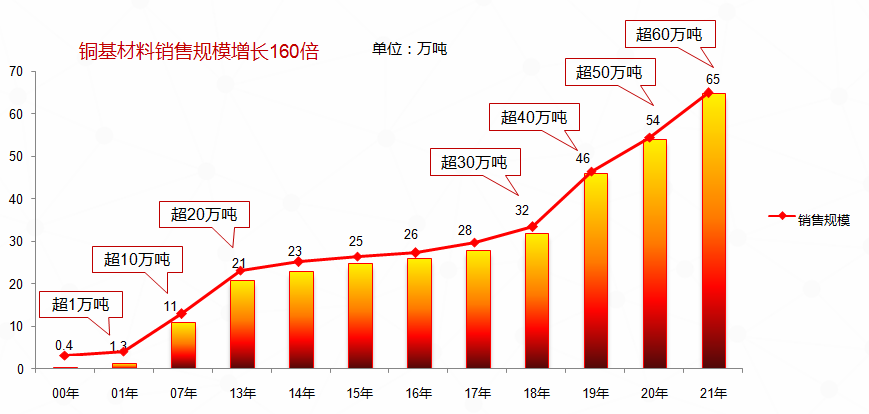 超60万吨
铜基材料销售规模增长160倍
单位：万吨
超50万吨
70
65
60
超40万吨
54
50
超30万吨
46
40
超20万吨
32
30
28
26
25
23
21
超10万吨
20
超1万吨
11
10
0.4
1.3
0
00年 01年 07年 13年 14年 15年 16年 17年 18年 19年 20年 21年
销售规模